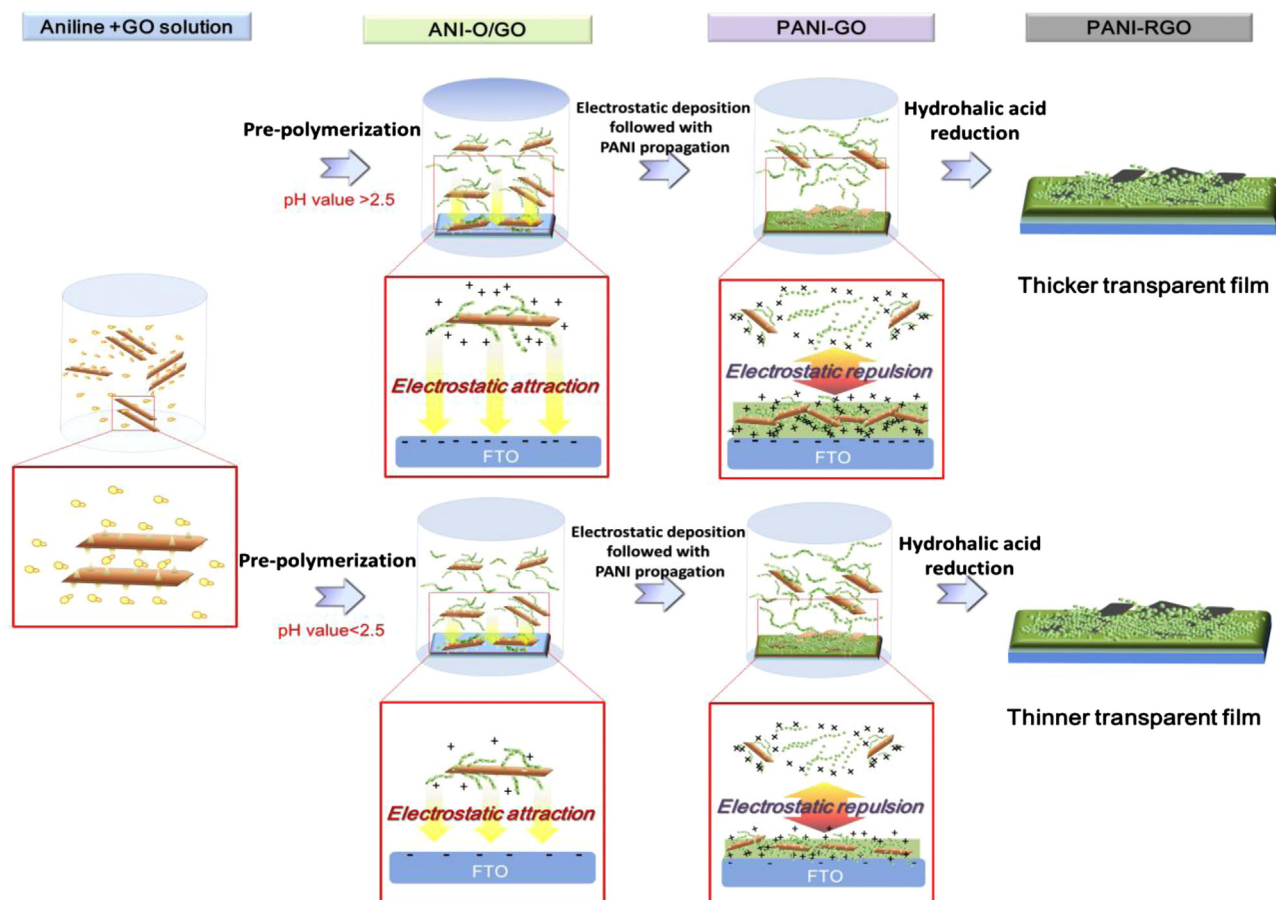 Aniline +GO solution
ANI-O/GO
PANI-GO
PANI-RGO
Pre-polymerization
pH value >2.5
Electrostatic deposition
followed with
PANI propagation
Hydrohalic acid
reduction
Thicker transparent film
Electrostatic attraction
FTO
Electrostatic repulsion
FTO
Pre-polymerization
pH value<2.5
Electrostatic deposition
followed with
PANI propagation
Hydrohalic acid
reduction
Thinner transparent film
Electrostatic attraction
FTO
Electrostatic repulsion
FTO